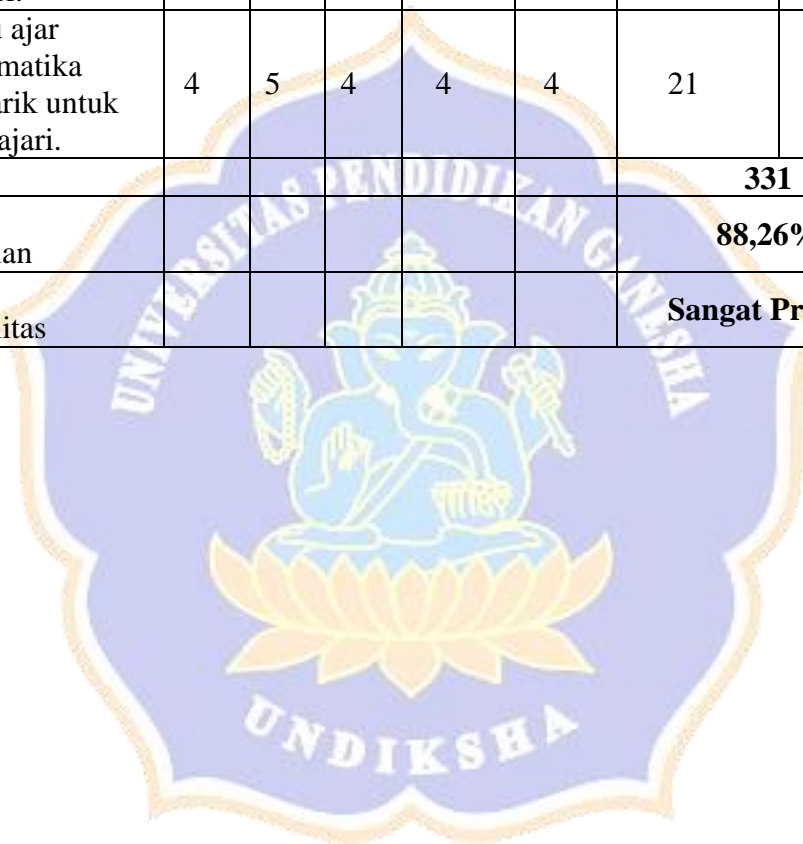 ajar
matika
4 5 4 4 4 21
rik untuk
ajari.
331
88,26%
an
itas
Sangat Pr
UNIVERSITAS PENDIDIKAN GANESHA
UNDIKSHA